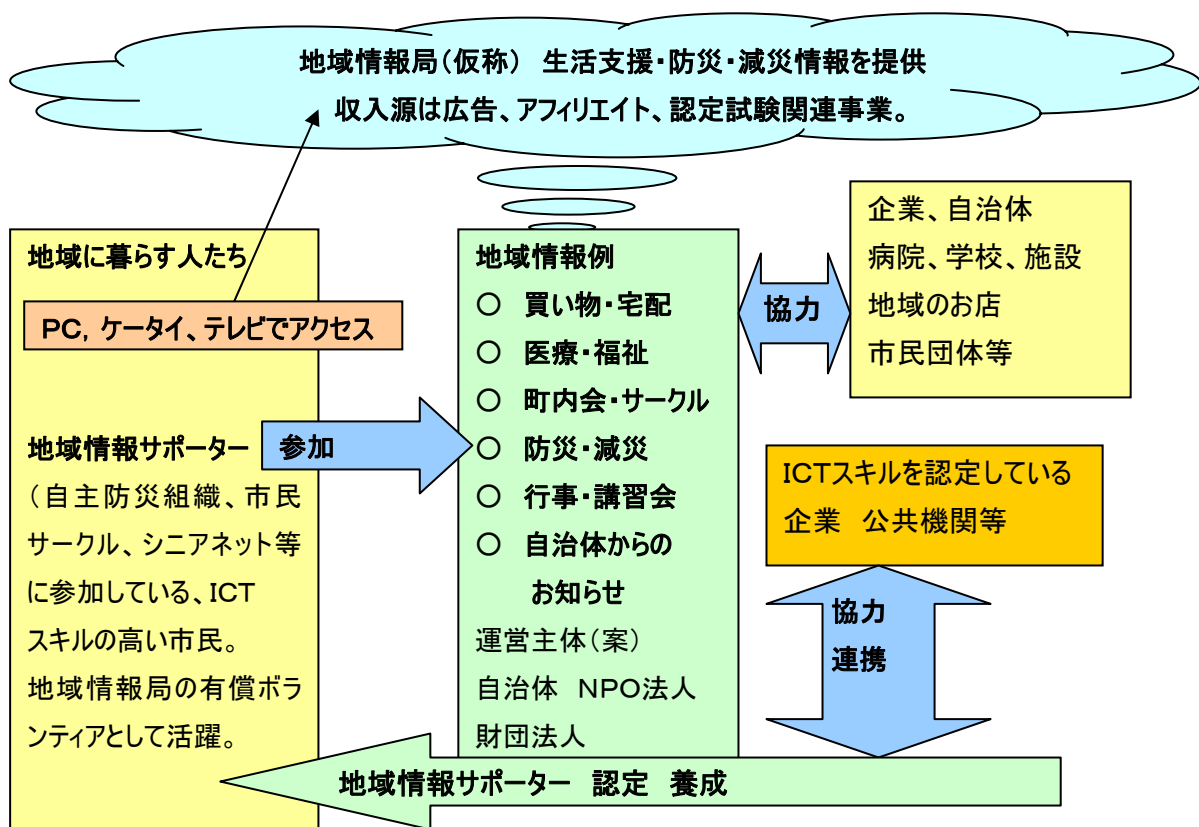 地域情報局(仮称)　生活支援・防災・減災情報を提供
収入源は広告、アフィリエイト、認定試験関連事業。
地域に暮らす人たち
PC, ケータイ、テレビでアクセス
地域情報サポーター
(自主防災組織、市民
サークル、シニアネット等
に参加している、ICT
スキルの高い市民。
地域情報局の有償ボラ
ンティアとして活躍。
参加
地域情報例
○　買い物・宅配
○　医療・福祉
○　町内会・サークル
○　防災・減災
○　行事・講習会
○　自治体からの
お知らせ
運営主体(案)
自治体　NPO法人
財団法人
協力
企業、自治体
病院、学校、施設
地域のお店
市民団体等
ICTスキルを認定している
企業　公共機関等
協力
連携
地域情報サポーター　認定　養成